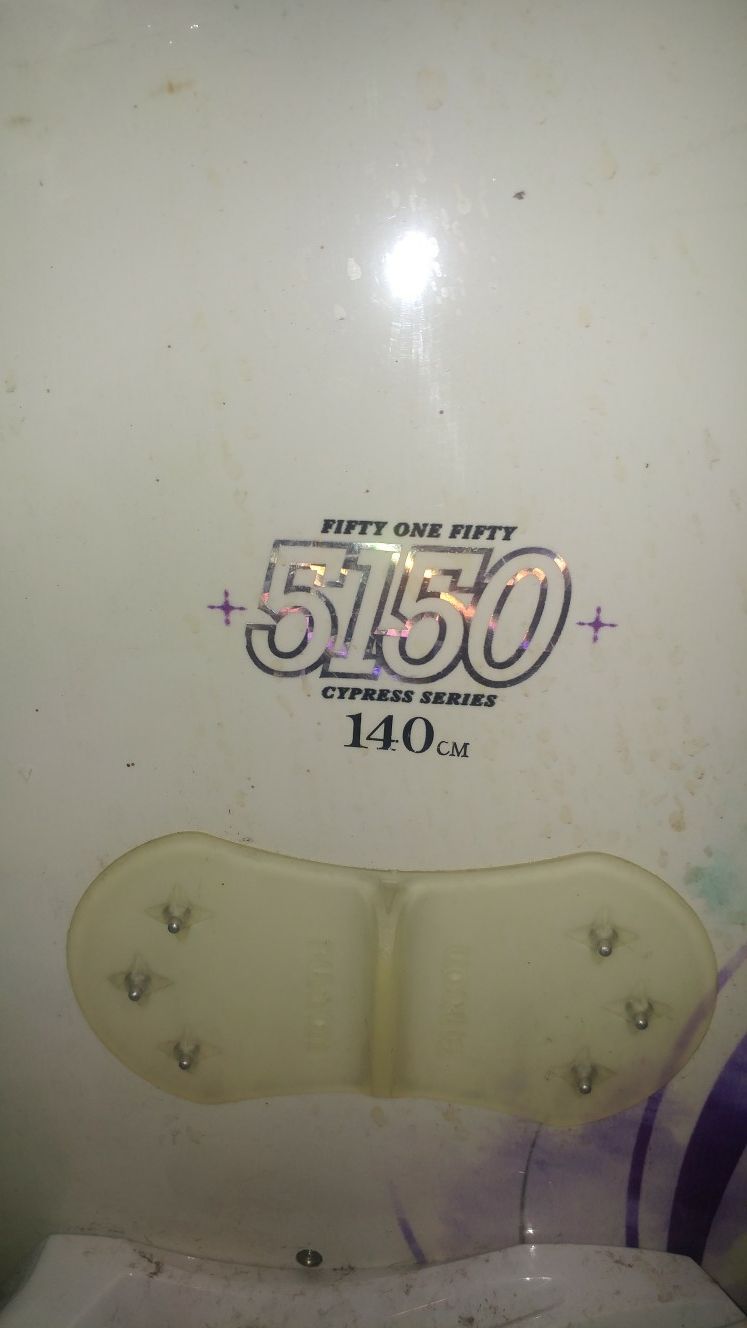 FIFTY ONE FIFTY
5150
CYPRESS SERIES
140CM